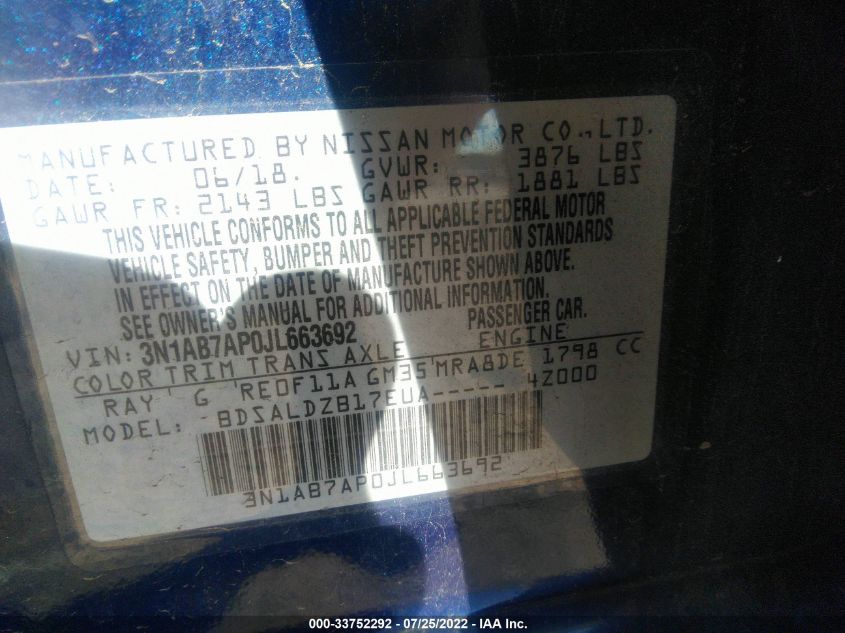 MANUFACTURED BY NISSAN MOTOR CO.,LTD.
DATE: 06/18. GVWR: 3876 LBS
GAWR FR: 2143 LBS GAWR RR: 1881 LBS
THIS VEHICLE CONFORMS TO ALL APPLICABLE FEDERAL MOTOR
VEHICLE SAFETY, BUMPER AND THEFT PREVENTION STANDARDS
IN EFFECT ON THE DATE OF MANUFACTURE SHOWN ABOVE.
SEE OWNER'S MANUAL FOR ADDITIONAL INFORMATION.
VIN: 3N1AB7AP0JL663692 PASSENGER CAR.
COLOR TRIM TRANS AXLE ENGINE
RAY G RE0F11A GM35 MRA8DE 1798 CC
MODEL: BDSALDZB17EUA----- 4Z000
3N1AB7AP0JL663692
000-33752292 - 07/25/2022 - IAA Inc.